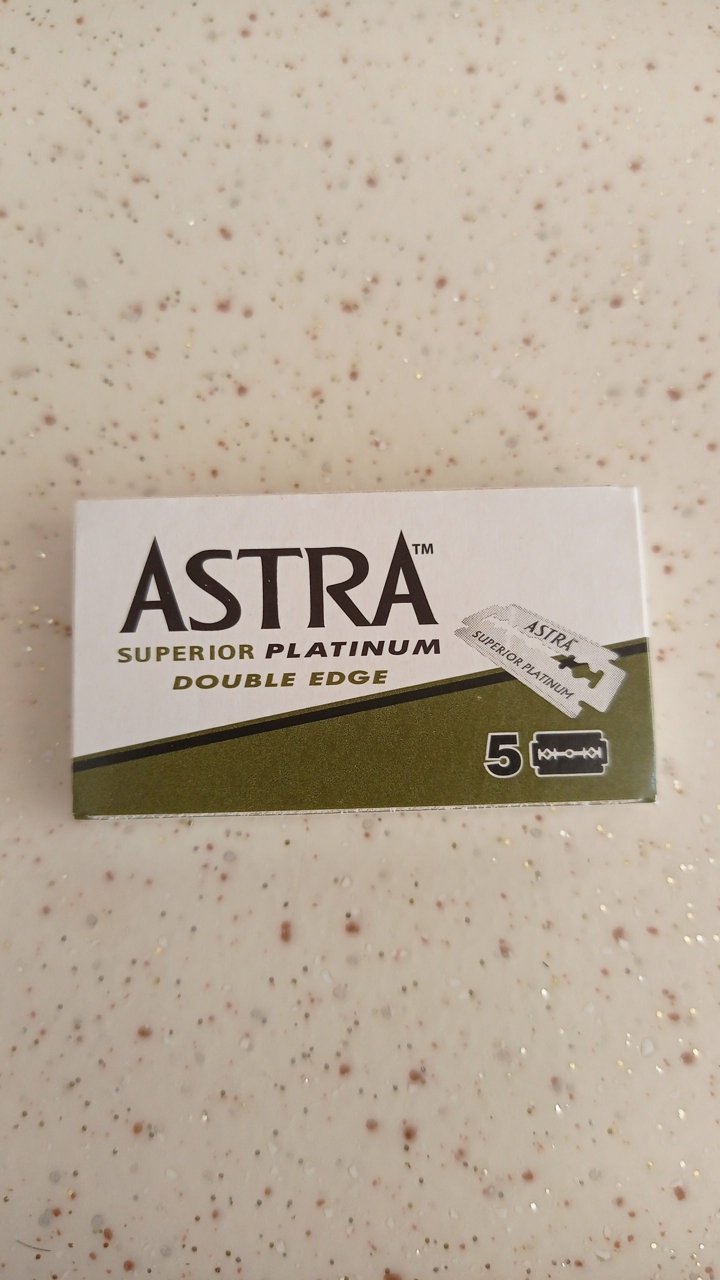 ASTRA™
SUPERIOR PLATINUM
DOUBLE EDGE
ASTRA
SUPERIOR PLATINUM
5